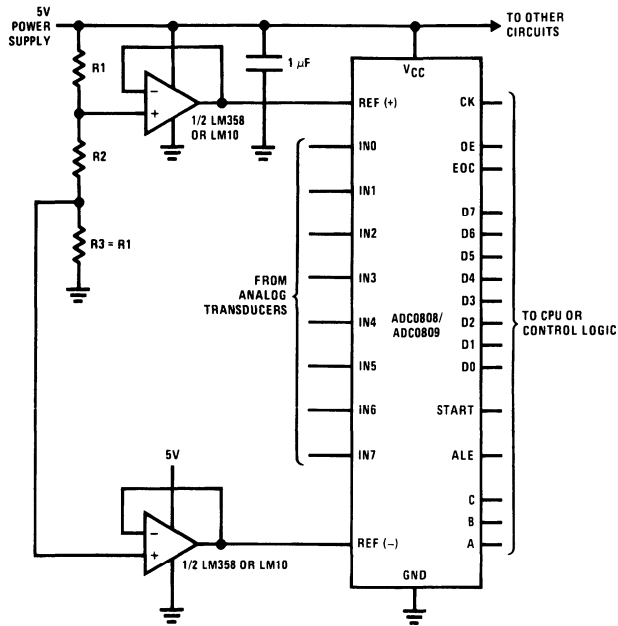 5V
POWER
SUPPLY
TO OTHER
CIRCUITS
R1
1 μF
VCC
-
+
1/2 LM358
OR LM10
REF (+)
CK
R2
IN0
OE
EOC
IN1
D7
R3 = R1
IN2
D6
D5
FROM
ANALOG
TRANSDUCERS
IN3
D4
D3
ADC0808/
ADC0809
IN4
D2
TO CPU OR
CONTROL LOGIC
D1
IN5
D0
IN6
START
5V
IN7
ALE
C
B
-
+
1/2 LM358 OR LM10
REF (−)
A
GND